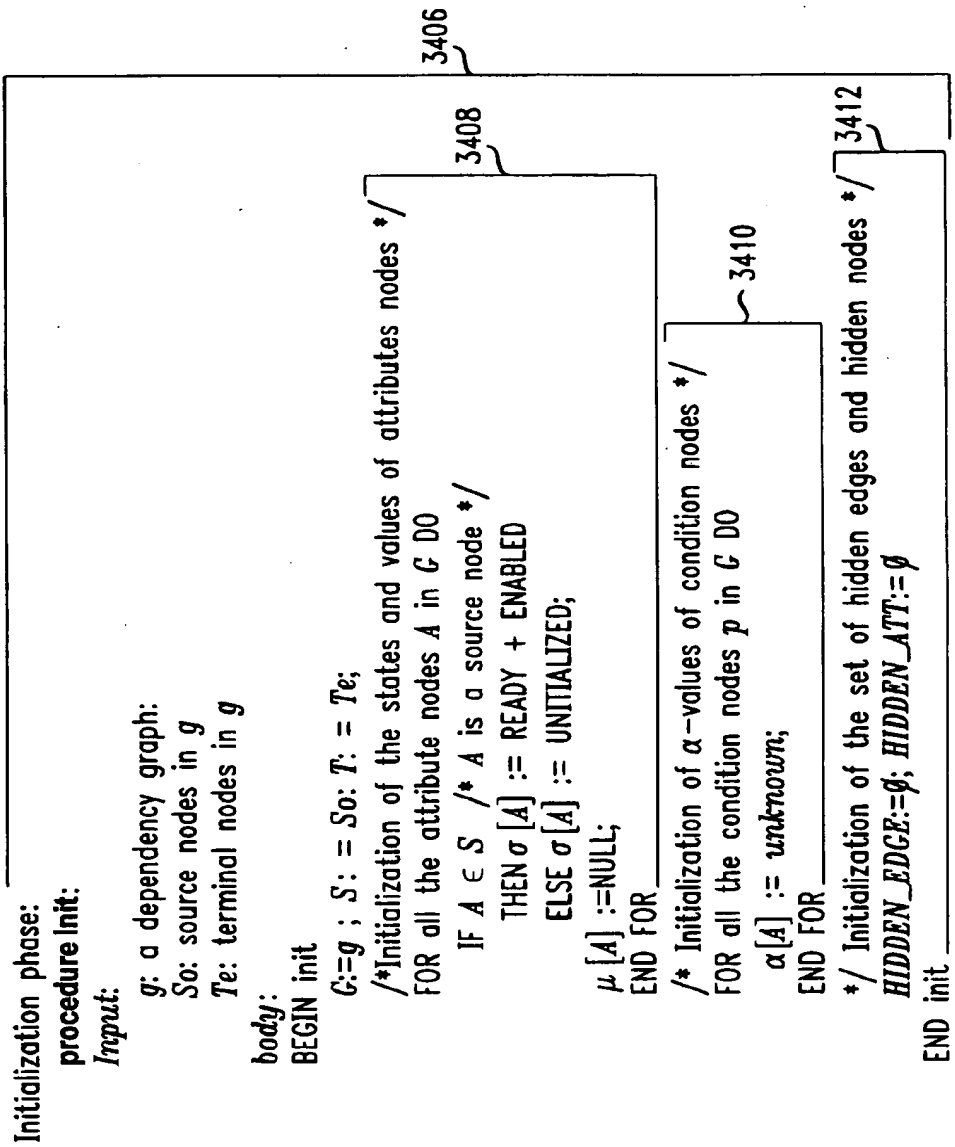 Initialization phase:
procedure Init:
Input:
g: a dependency graph:
So: source nodes in g
Te: terminal nodes in g
body:
BEGIN init
G:=g ; S: = So: T: = Te;
/*Initialization of the states and values of attributes nodes */
FOR all the attribute nodes A in G DO
IF A ∈ S /* A is a source node */
THEN σ [A] := READY + ENABLED
ELSE σ [A] := UNITIALIZED;
μ [A] :=NULL;
END FOR
3408
/* Initialization of α-values of condition nodes */
FOR all the condition nodes p in G DO
α[A] := unknown;
END FOR
3410
*/ Initialization of the set of hidden edges and hidden nodes */
HIDDEN_EDGE:=∅; HIDDEN_ATT:=∅
3412
END init
3406